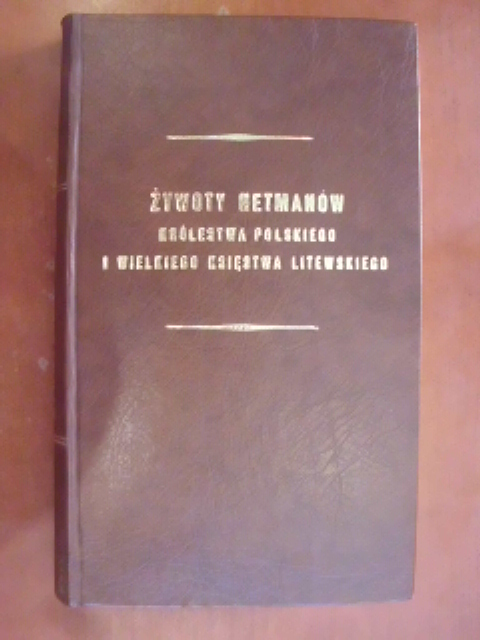 ŻYWOTY HETMANÓW
KRÓLESTWA POLSKIEGO
I WIELKIEGO KSIĘSTWA LITEWSKIEGO